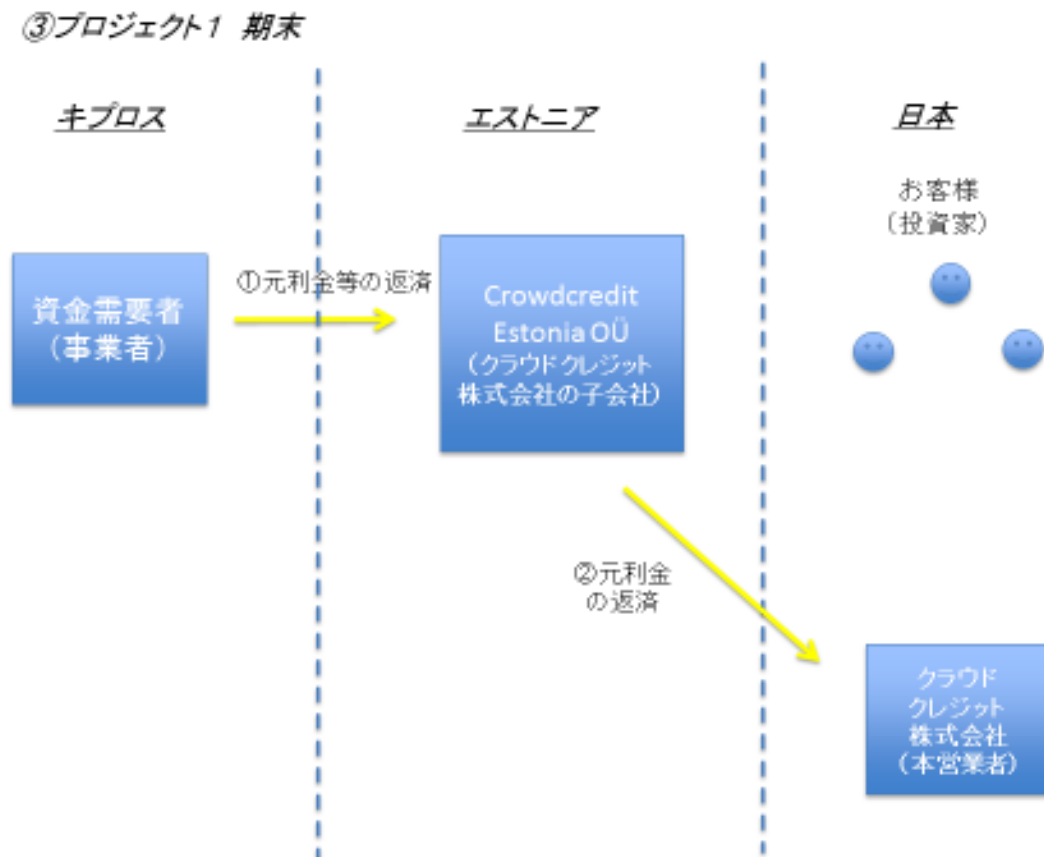 ③プロジェクト1 期末
キプロス
エストニア
日本
お客様
（投資家）
資金需要者
（事業者）
①元利金等の返済
Crowdcredit
Estonia OÜ
（クラウドクレジット
株式会社の子会社）
②元利金
の返済
クラウド
クレジット
株式会社
（本営業者）